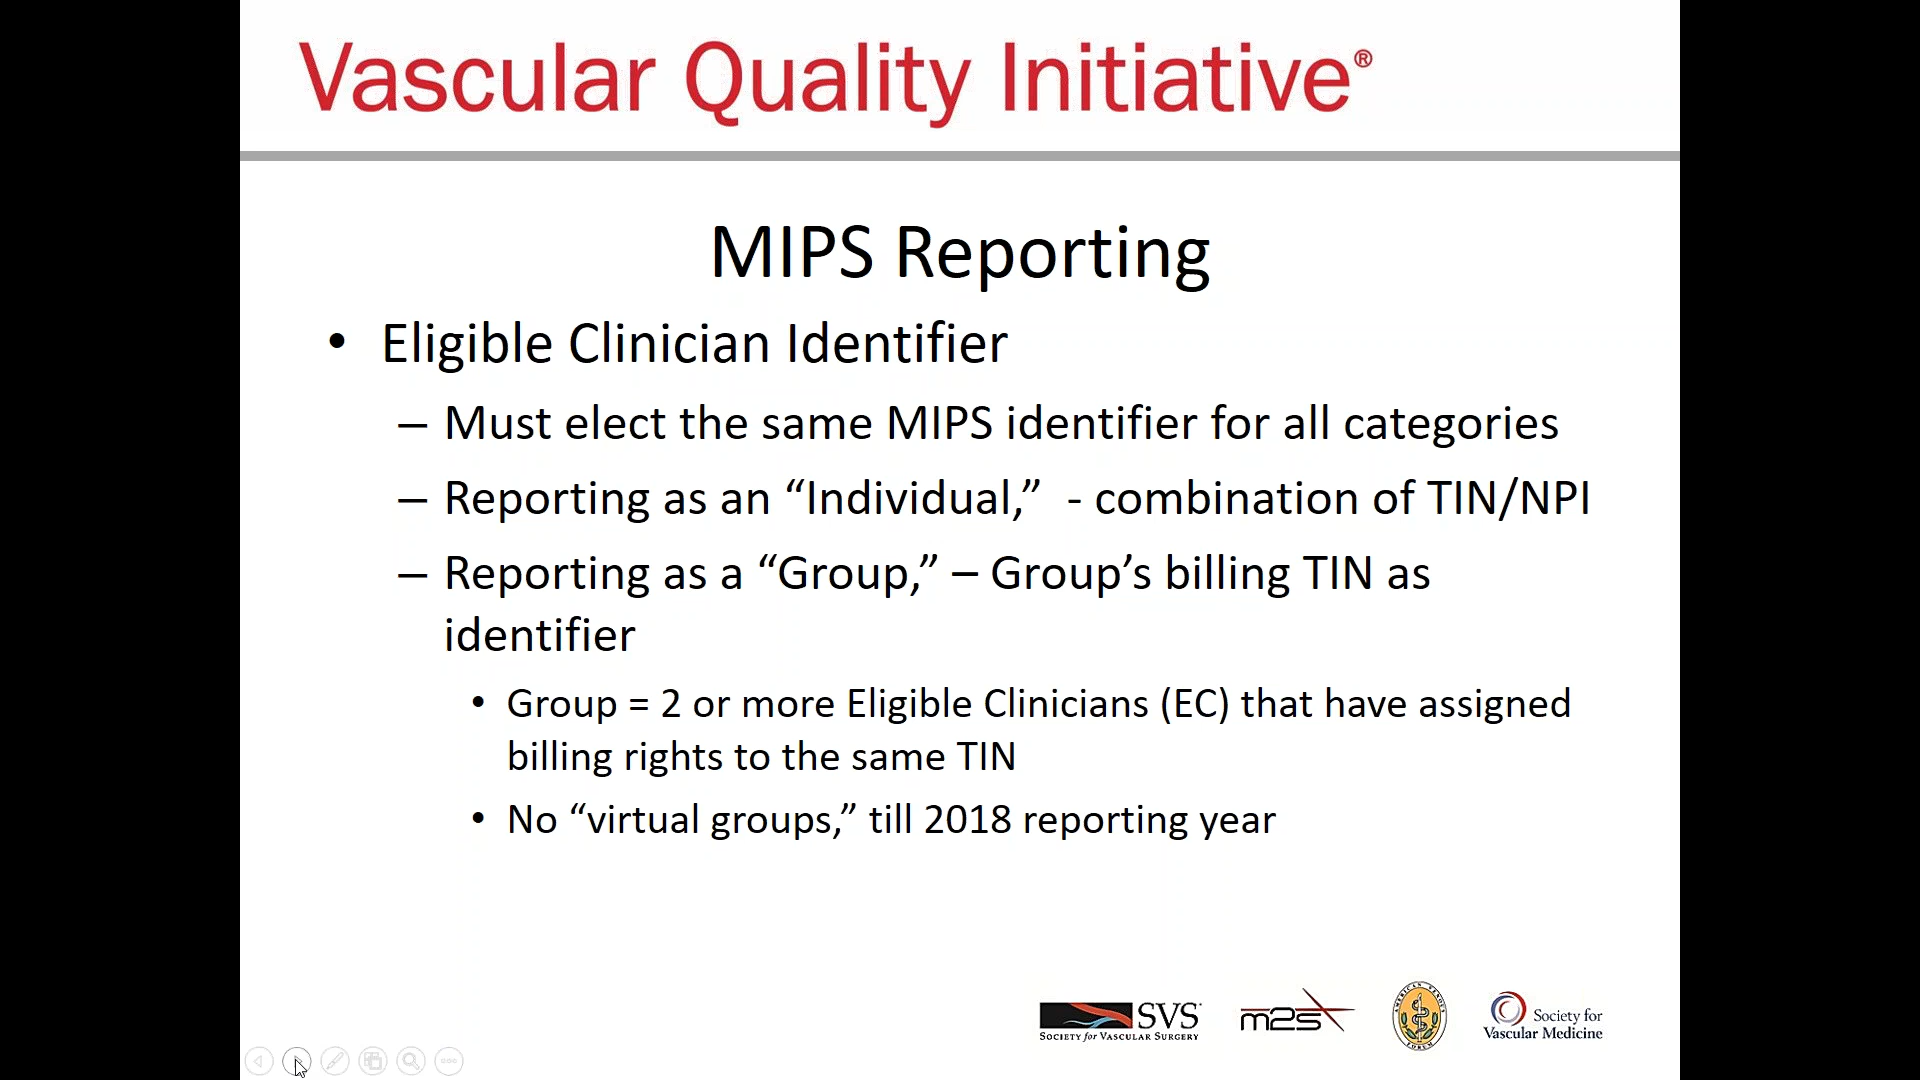 Vascular Quality Initiative®
MIPS Reporting
• Eligible Clinician Identifier
– Must elect the same MIPS identifier for all categories
– Reporting as an “Individual,”  - combination of TIN/NPI
– Reporting as a “Group,” – Group’s billing TIN as
identifier
• Group = 2 or more Eligible Clinicians (EC) that have assigned
billing rights to the same TIN
• No “virtual groups,” till 2018 reporting year
SVS
SOCIETY for VASCULAR SURGERY
m2s
AMERICAN VENOUS
FORUM
Society for
Vascular Medicine